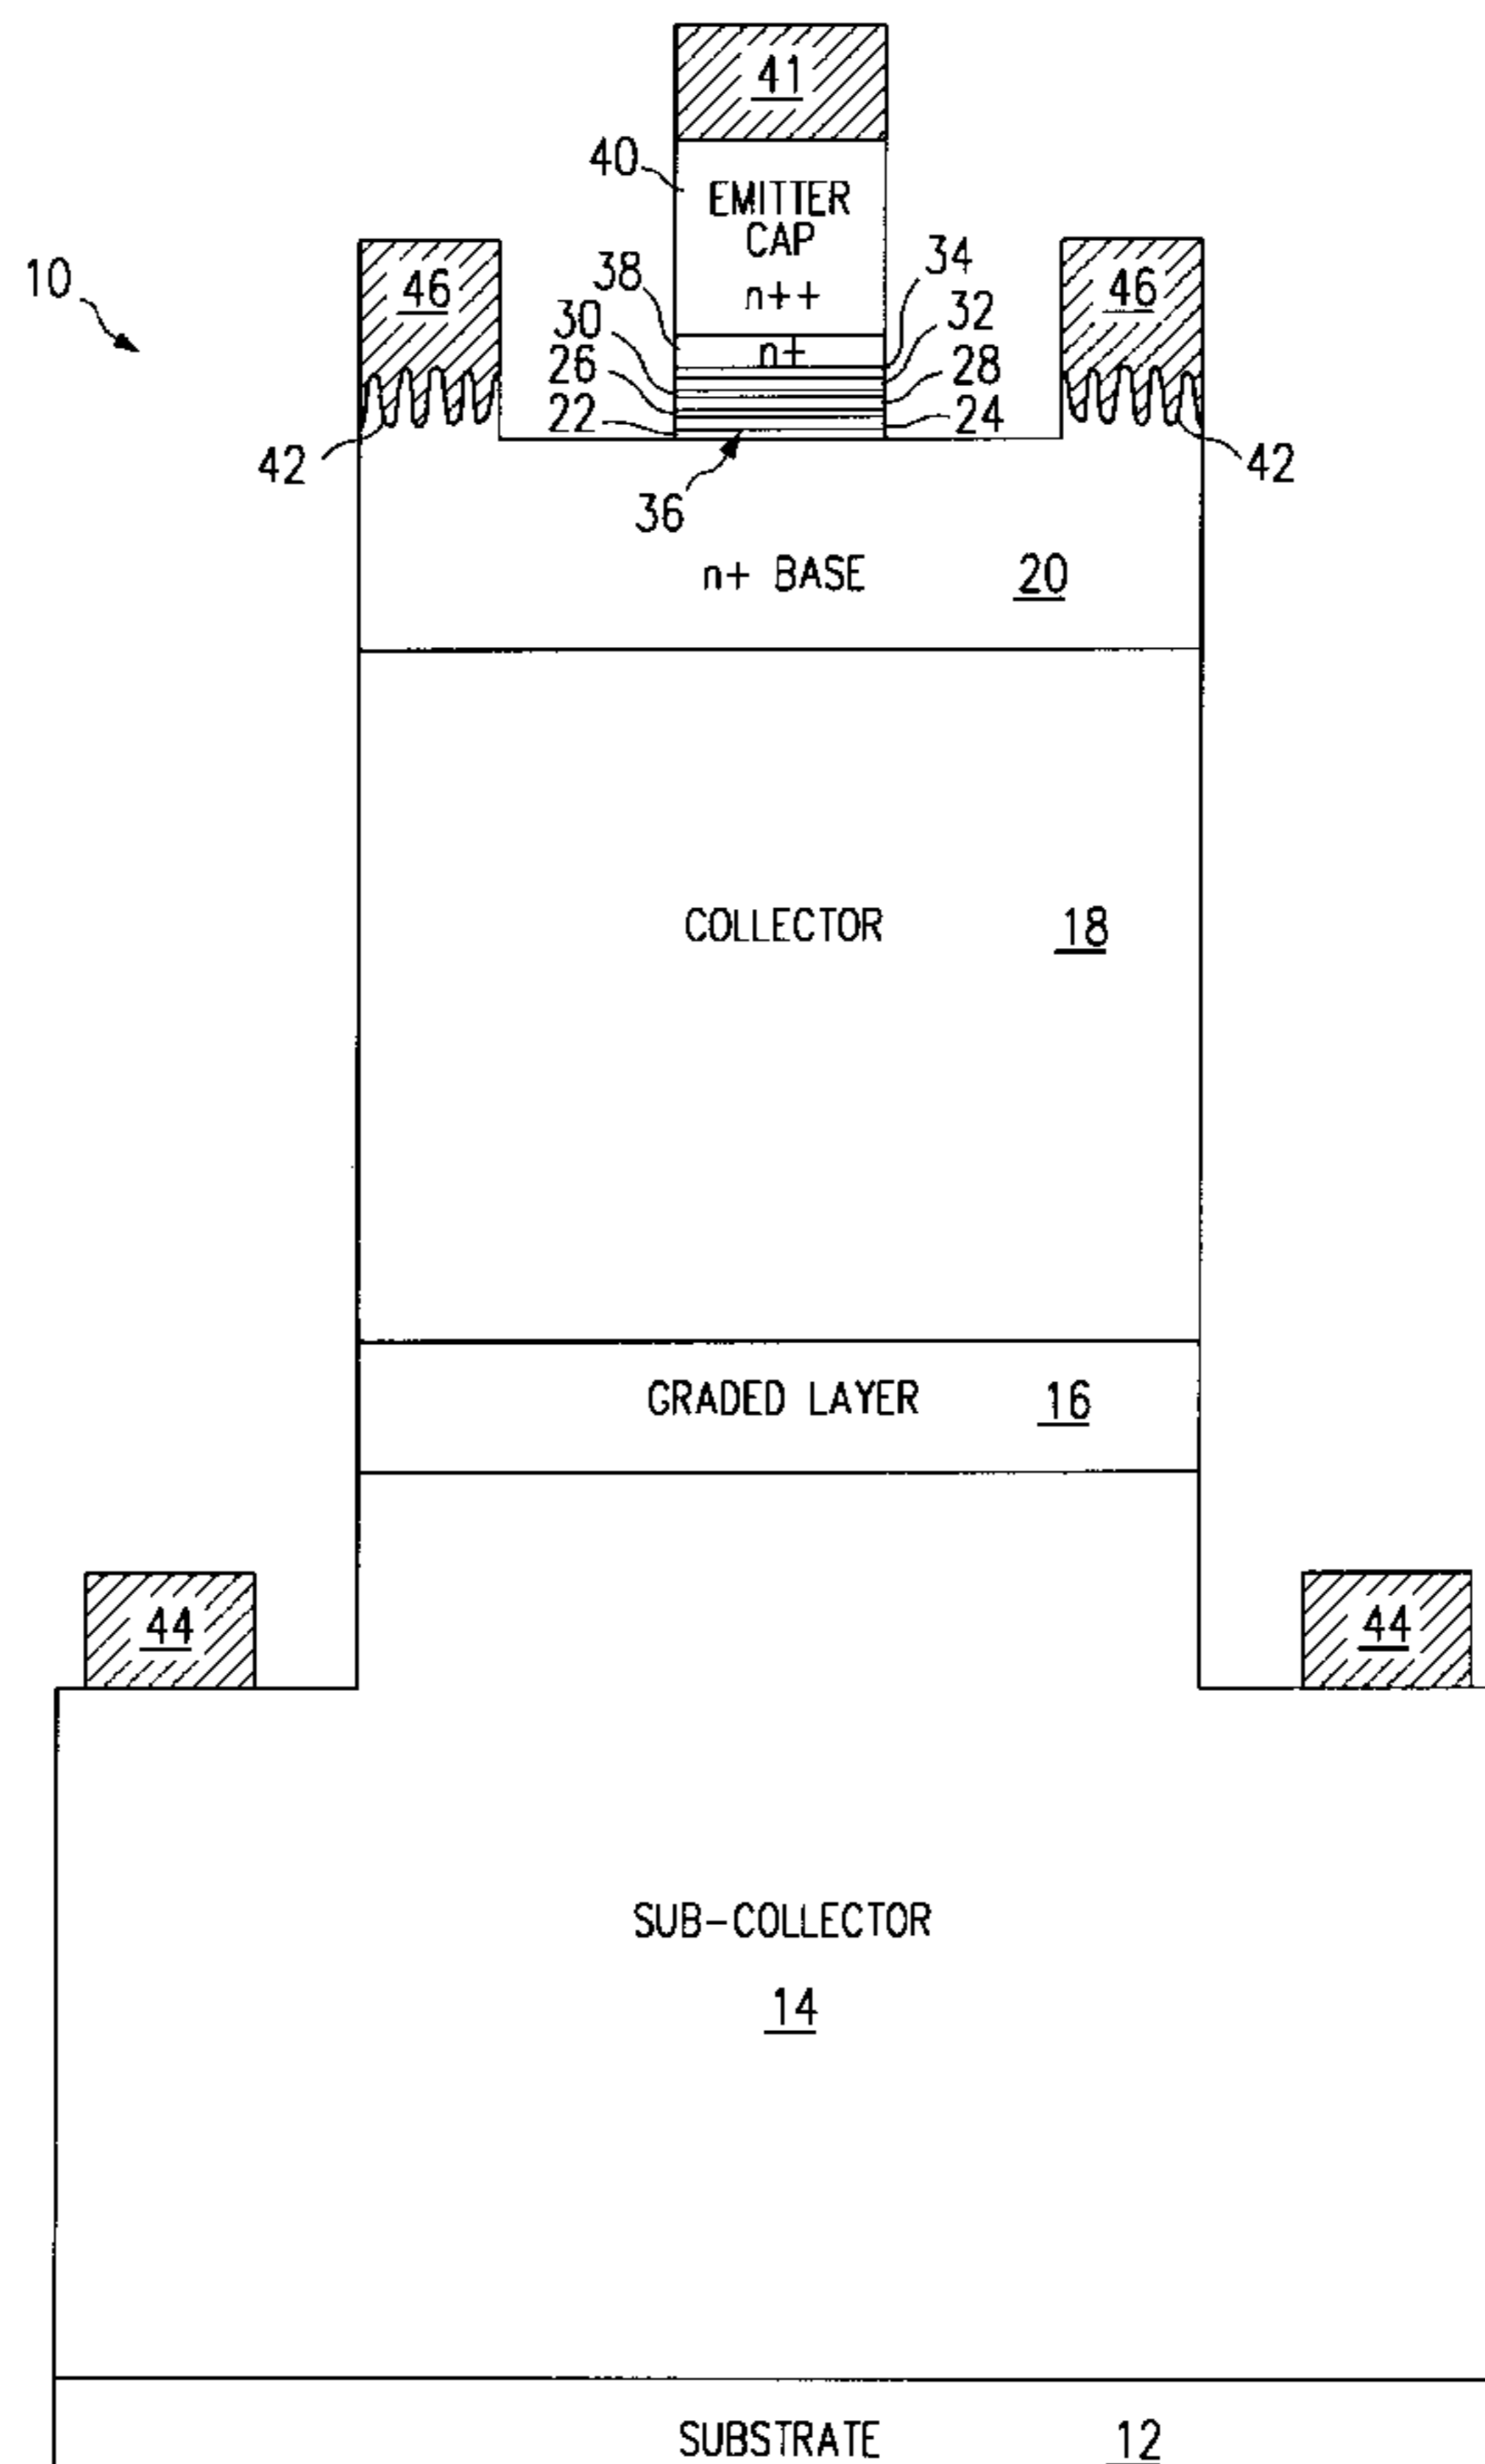 41
40
EMITTER
CAP
n++
10
46
46
38
34
30
32
n+
26
28
22
24
42
42
36
n+ BASE 20
COLLECTOR 18
GRADED LAYER 16
44
44
SUB-COLLECTOR
14
SUBSTRATE 12